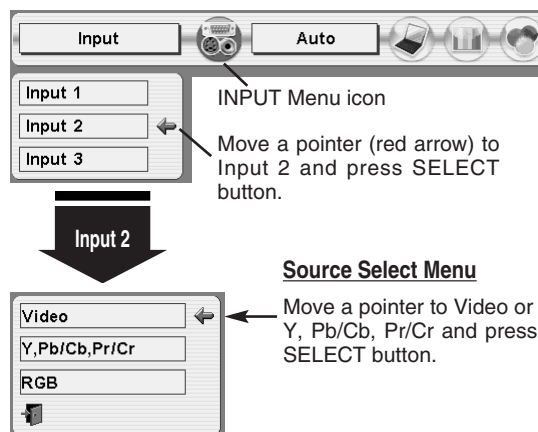 Input
Auto
Input 1
Input 2
Input 3
INPUT Menu icon
Move a pointer (red arrow) to
Input 2 and press SELECT
button.
Input 2
Source Select Menu
Video
Y,Pb/Cb,Pr/Cr
RGB
Move a pointer to Video or
Y, Pb/Cb, Pr/Cr and press
SELECT button.